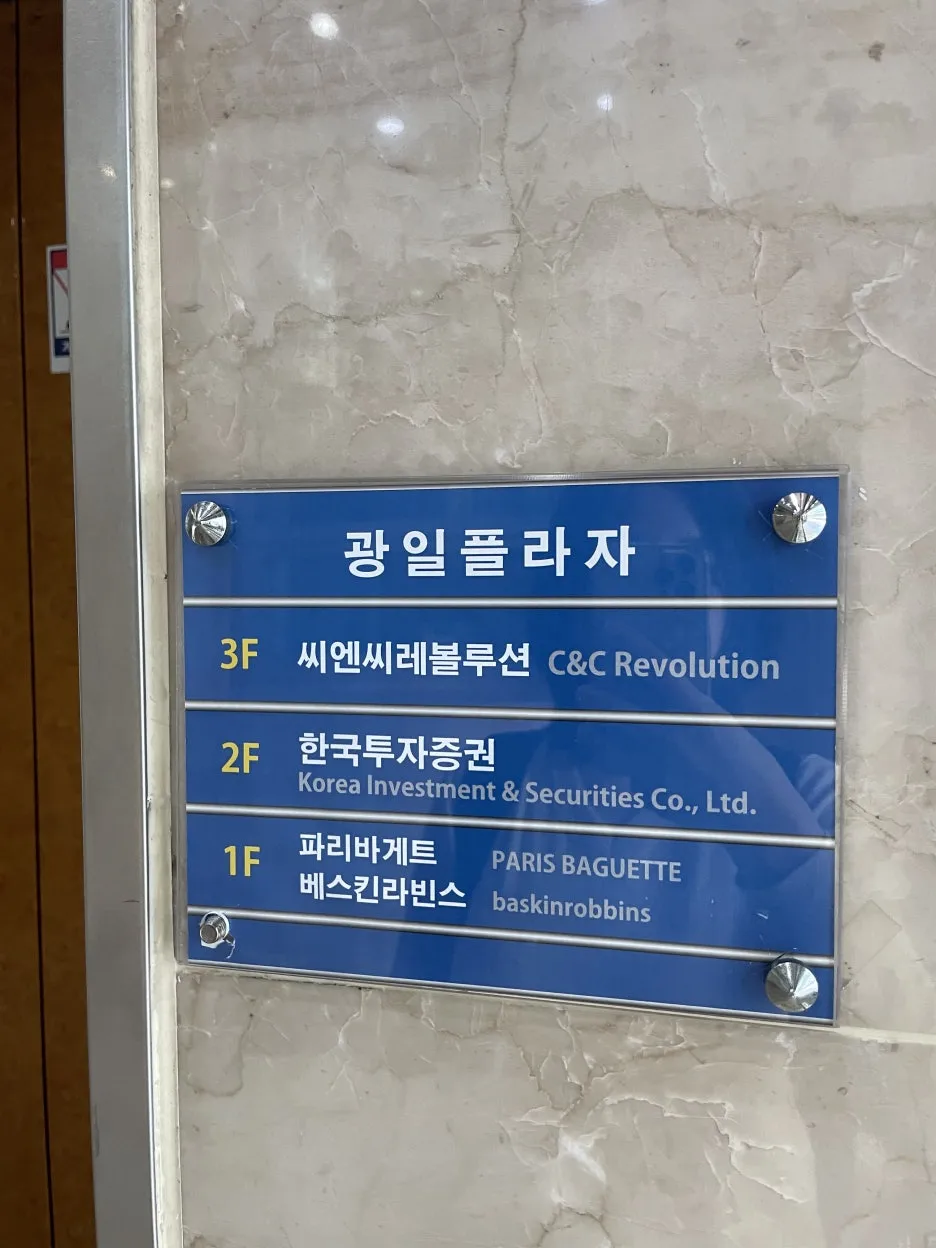 광일플라자
3F 씨엔씨레볼루션 C&C Revolution
2F 한국투자증권
Korea Investment & Securities Co., Ltd.
1F 파리바게트 PARIS BAGUETTE
베스킨라빈스 baskinrobbins